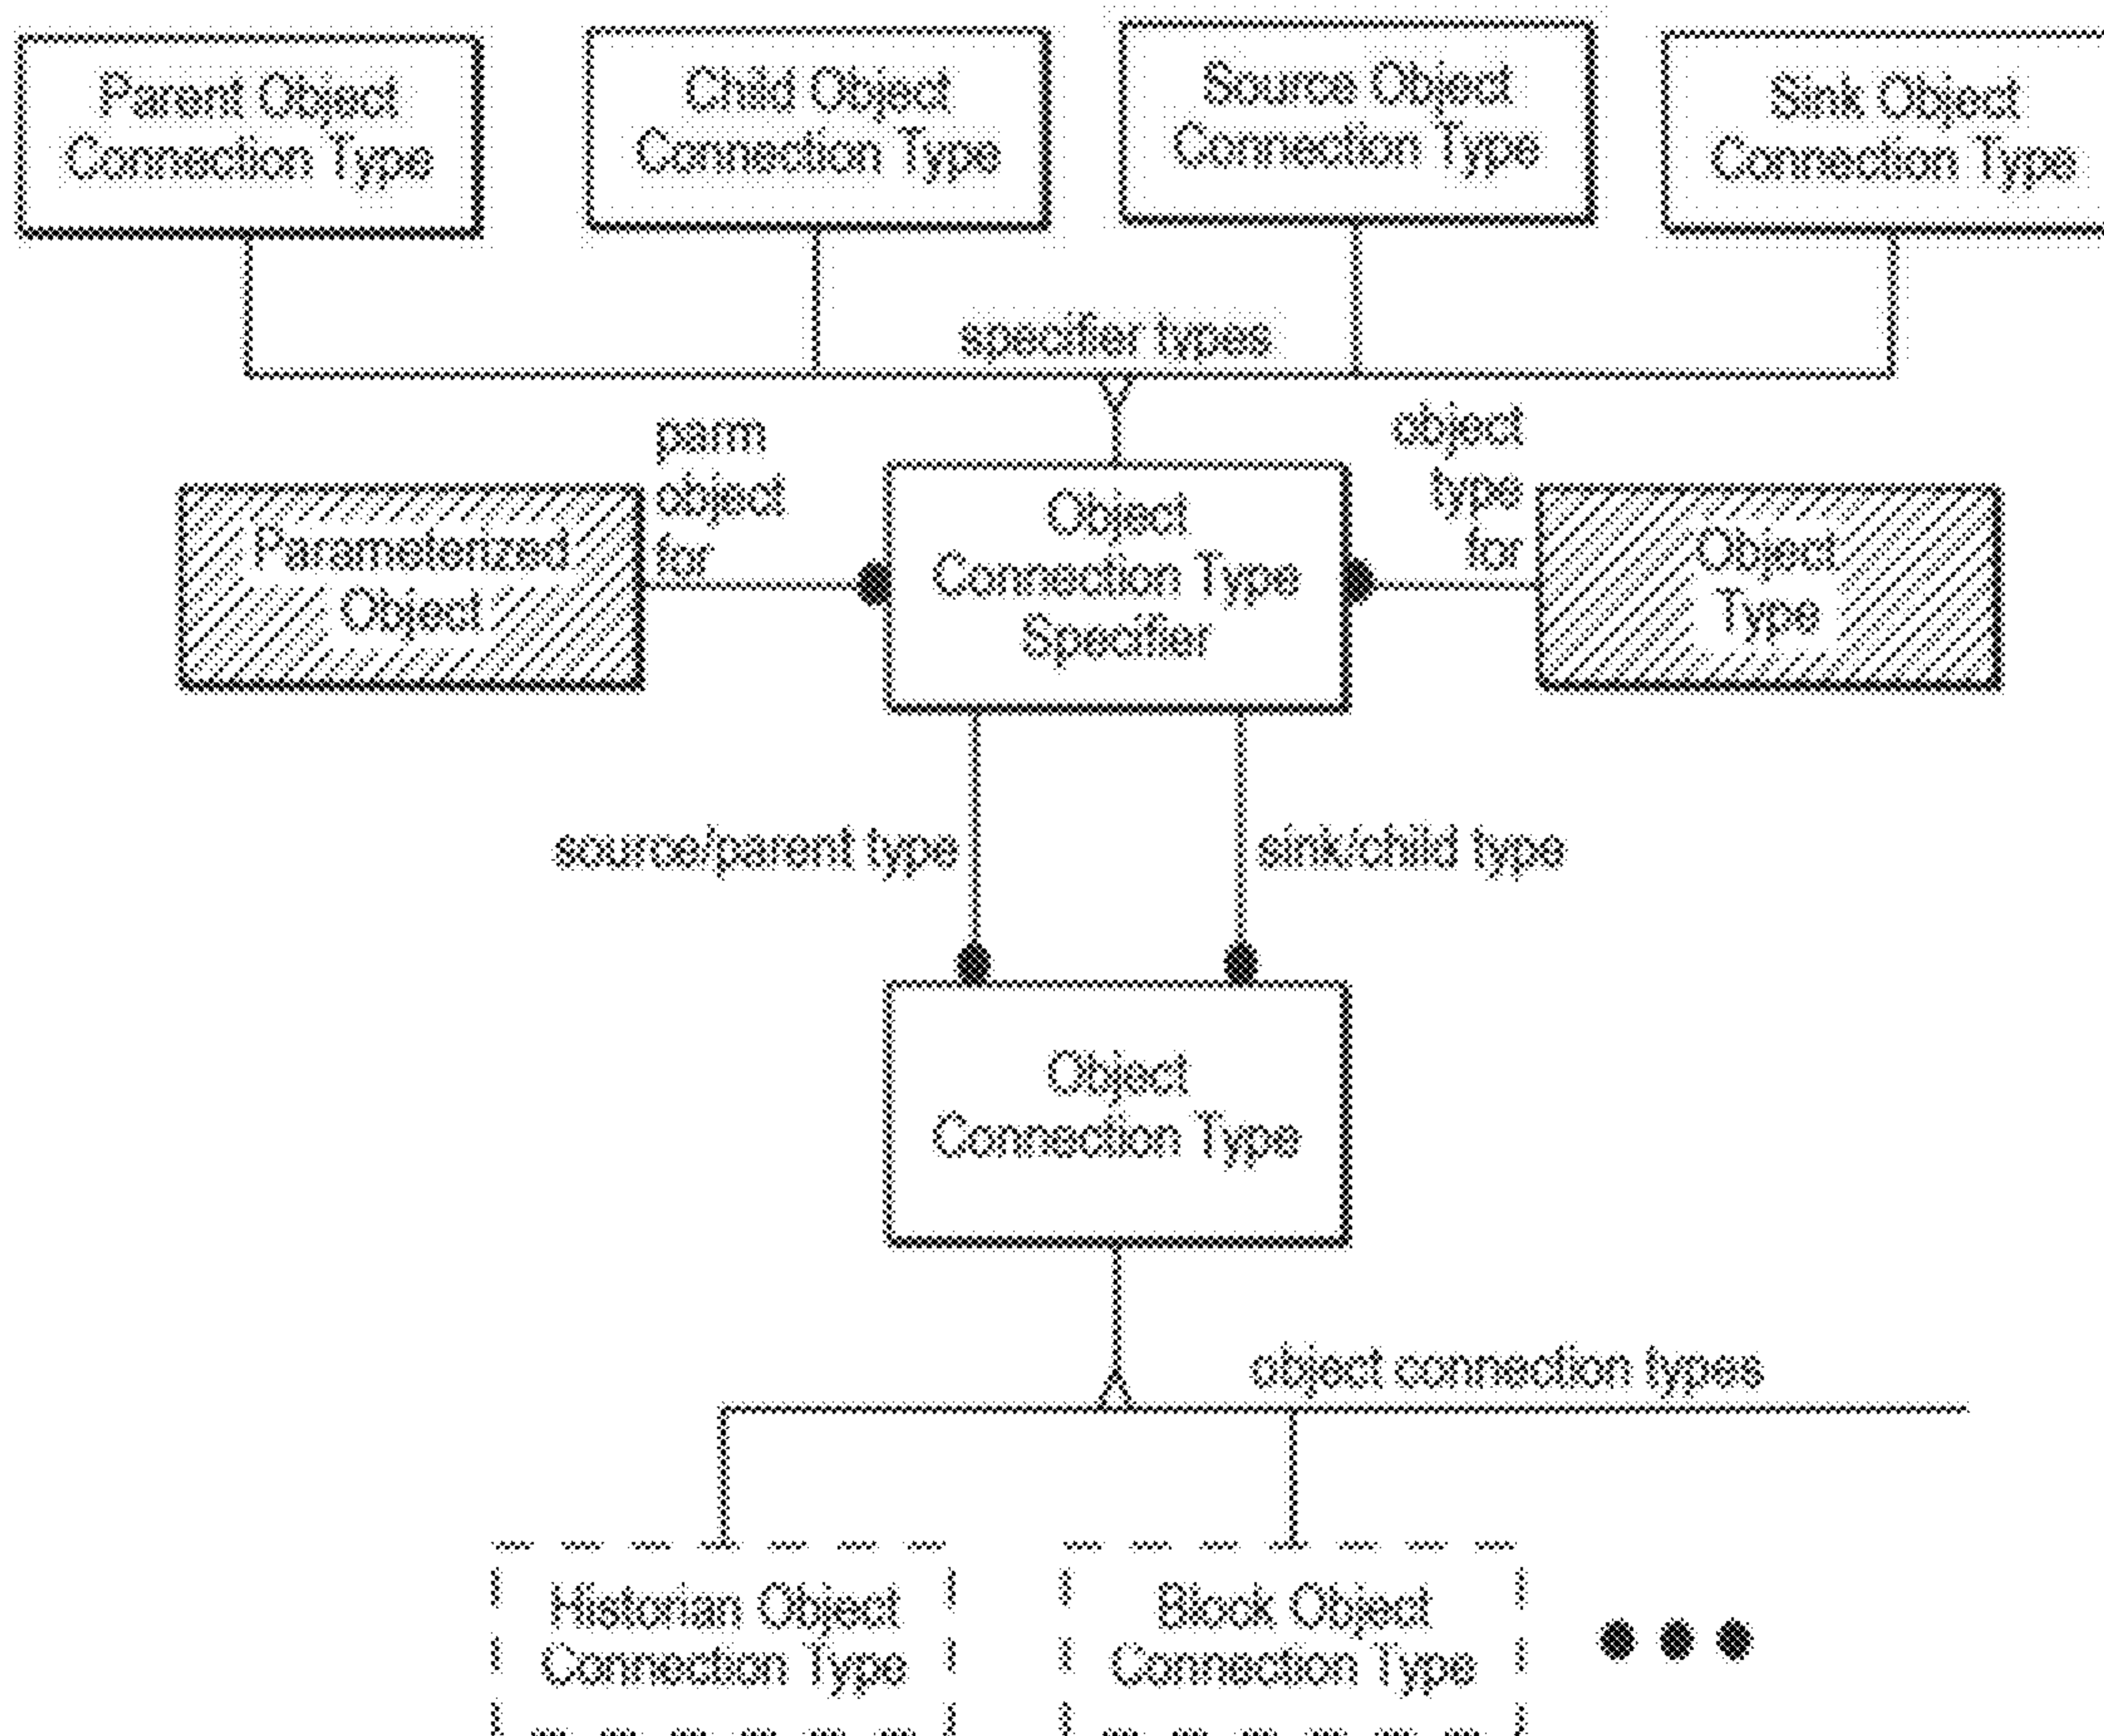 Parent Object
Connection Type
Child Object
Connection Type
Source Object
Connection Type
Sink Object
Connection Type
specifier types
parm
object
for
object
type
for
Parameterized
Object
Object
Connection Type
Specifier
Object
Type
source/parent type
sink/child type
Object
Connection Type
object connection types
Historian Object
Connection Type
Block Object
Connection Type